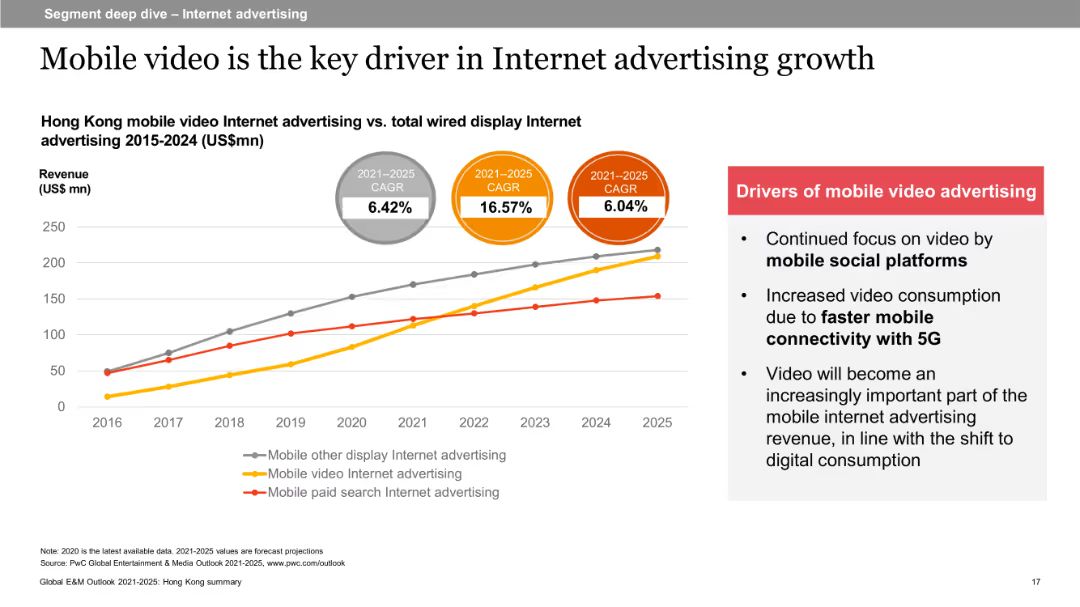 Segment deep dive – Internet advertising
Mobile video is the key driver in Internet advertising growth
Hong Kong mobile video Internet advertising vs. total wired display Internet
advertising 2015-2024 (US$mn)
Revenue
(US$ mn)
2021–2025
CAGR
6.42%
2021–2025
CAGR
16.57%
2021--2025
CAGR
6.04%
250
200
150
100
50
0
2016 2017 2018 2019 2020 2021 2022 2023 2024 2025
Mobile other display Internet advertising
Mobile video Internet advertising
Mobile paid search Internet advertising
Drivers of mobile video advertising
• Continued focus on video by
mobile social platforms
• Increased video consumption
due to faster mobile
connectivity with 5G
• Video will become an
increasingly important part of the
mobile internet advertising
revenue, in line with the shift to
digital consumption
Note: 2020 is the latest available data. 2021-2025 values are forecast projections
Source: PwC Global Entertainment & Media Outlook 2021-2025, www.pwc.com/outlook
Global E&M Outlook 2021-2025: Hong Kong summary
17